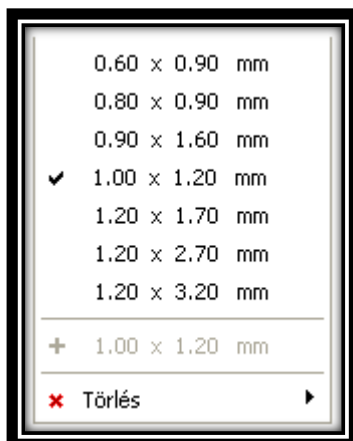 0.60 x 0.90 mm
0.80 x 0.90 mm
0.90 x 1.60 mm
1.00 x 1.20 mm
1.20 x 1.70 mm
1.20 x 2.70 mm
1.20 x 3.20 mm
1.00 x 1.20 mm
Törlés